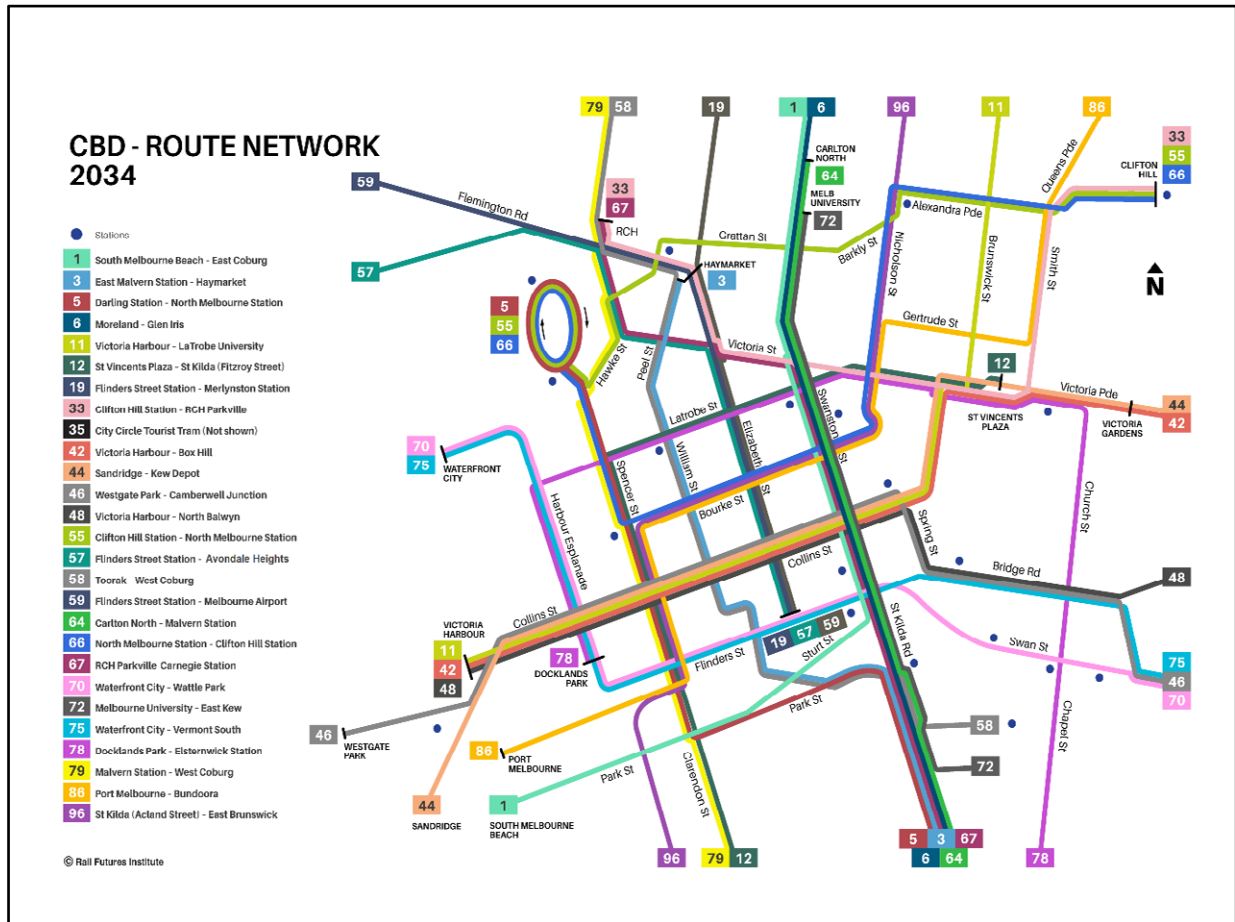 CBD - ROUTE NETWORK
2034
Stations
1 South Melbourne Beach - East Coburg
3 East Malvern Station - Haymarket
5 Darling Station - North Melbourne Station
6 Moreland - Glen Iris
11 Victoria Harbour - LaTrobe University
12 St Vincents Plaza - St Kilda (Fitzroy Street)
19 Flinders Street Station - Merlynston Station
33 Clifton Hill Station - RCH Parkville
35 City Circle Tourist Tram (Not shown)
42 Victoria Harbour - Box Hill
44 Sandridge - Kew Depot
46 Westgate Park - Camberwell Junction
48 Victoria Harbour - North Balwyn
55 Clifton Hill Station - North Melbourne Station
57 Flinders Street Station - Avondale Heights
58 Toorak West Coburg
59 Flinders Street Station - Melbourne Airport
64 Carlton North - Malvern Station
66 North Melbourne Station - Clifton Hill Station
67 RCH Parkville Carnegie Station
70 Waterfront City - Wattle Park
72 Melbourne University - East Kew
75 Waterfront City - Vermont South
78 Docklands Park - Elsternwick Station
79 Malvern Station - West Coburg
86 Port Melbourne - Bundoora
96 St Kilda (Acland Street) - East Brunswick
© Rail Futures Institute
79 58
19
1 6
96
11
86
33
55
66
CLIFTON
HILL
CARLTON
NORTH
64
MELB
UNIVERSITY
72
59
57
33
67
RCH
HAYMARKET
3
5
55
66
N
Flemington Rd
Grattan St
Barkly St
Alexandra Pde
Queens Pde
Nicholson St
Brunswick St
Smith St
Gertrude St
Victoria St
Victoria Pde
12
ST VINCENTS
PLAZA
VICTORIA
GARDENS
44
42
Hawke St
Peel St
Latrobe St
Swanston St
Elizabeth St
William St
Spencer St
Bourke St
Harbour Esplanade
70
75
WATERFRONT
CITY
Collins St
Collins St
Spring St
Church St
Bridge Rd
48
VICTORIA
HARBOUR
11
42
48
78
DOCKLANDS
PARK
Flinders St
19 57 59
Sturt St
St Kilda Rd
Swan St
75
46
70
46
WESTGATE
PARK
44
SANDRIDGE
86
PORT
MELBOURNE
Park St
Park St
1
SOUTH MELBOURNE
BEACH
Clarendon St
58
72
Chapel St
96
79 12
5 3 67
6 64
78